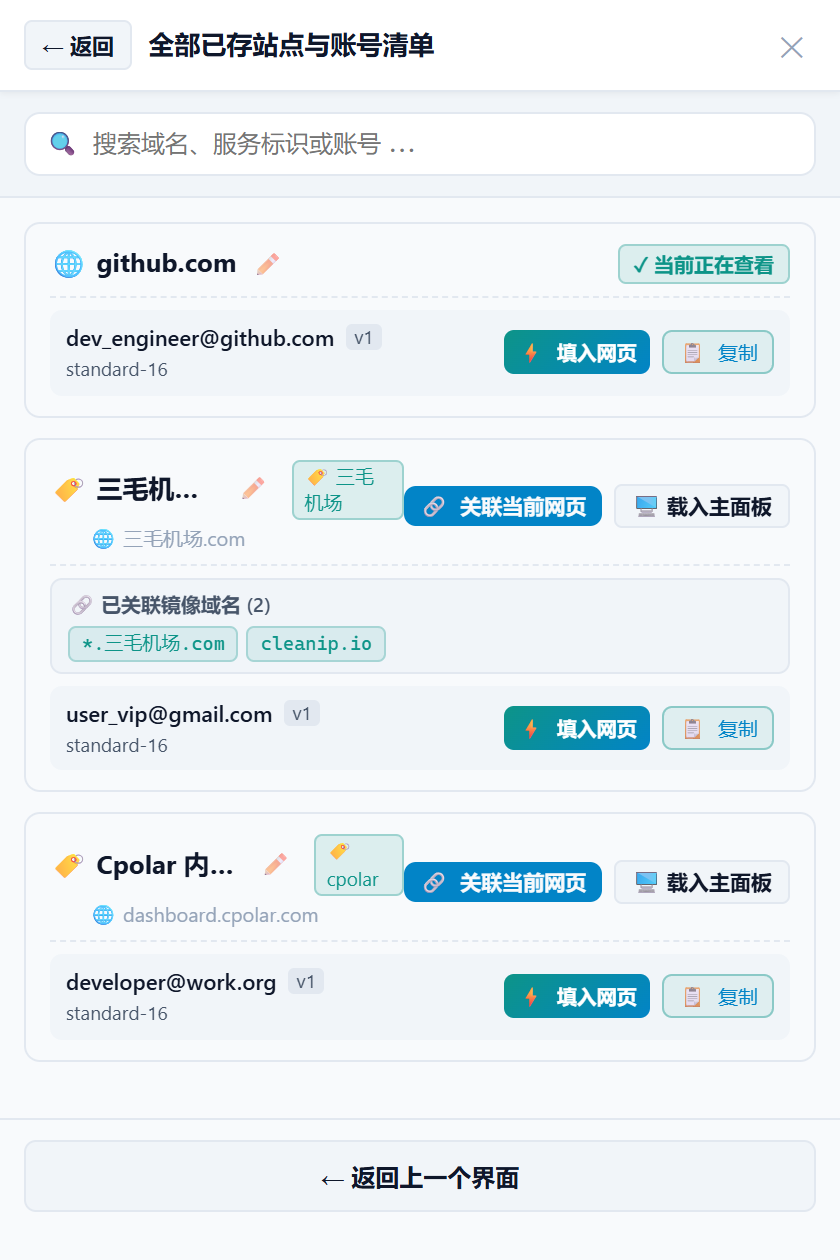 ← 返回 全部已存站点与账号清单
搜索域名、服务标识或账号 ...
github.com ✓ 当前正在查看
dev_engineer@github.com v1
standard-16
填入网页 复制
三毛机...
三毛
机场
关联当前网页 载入主面板
三毛机场.com
已关联镜像域名 (2)
*.三毛机场.com cleanip.io
user_vip@gmail.com v1
standard-16
填入网页 复制
Cpolar 内...
cpolar
关联当前网页 载入主面板
dashboard.cpolar.com
developer@work.org v1
standard-16
填入网页 复制
← 返回上一个界面